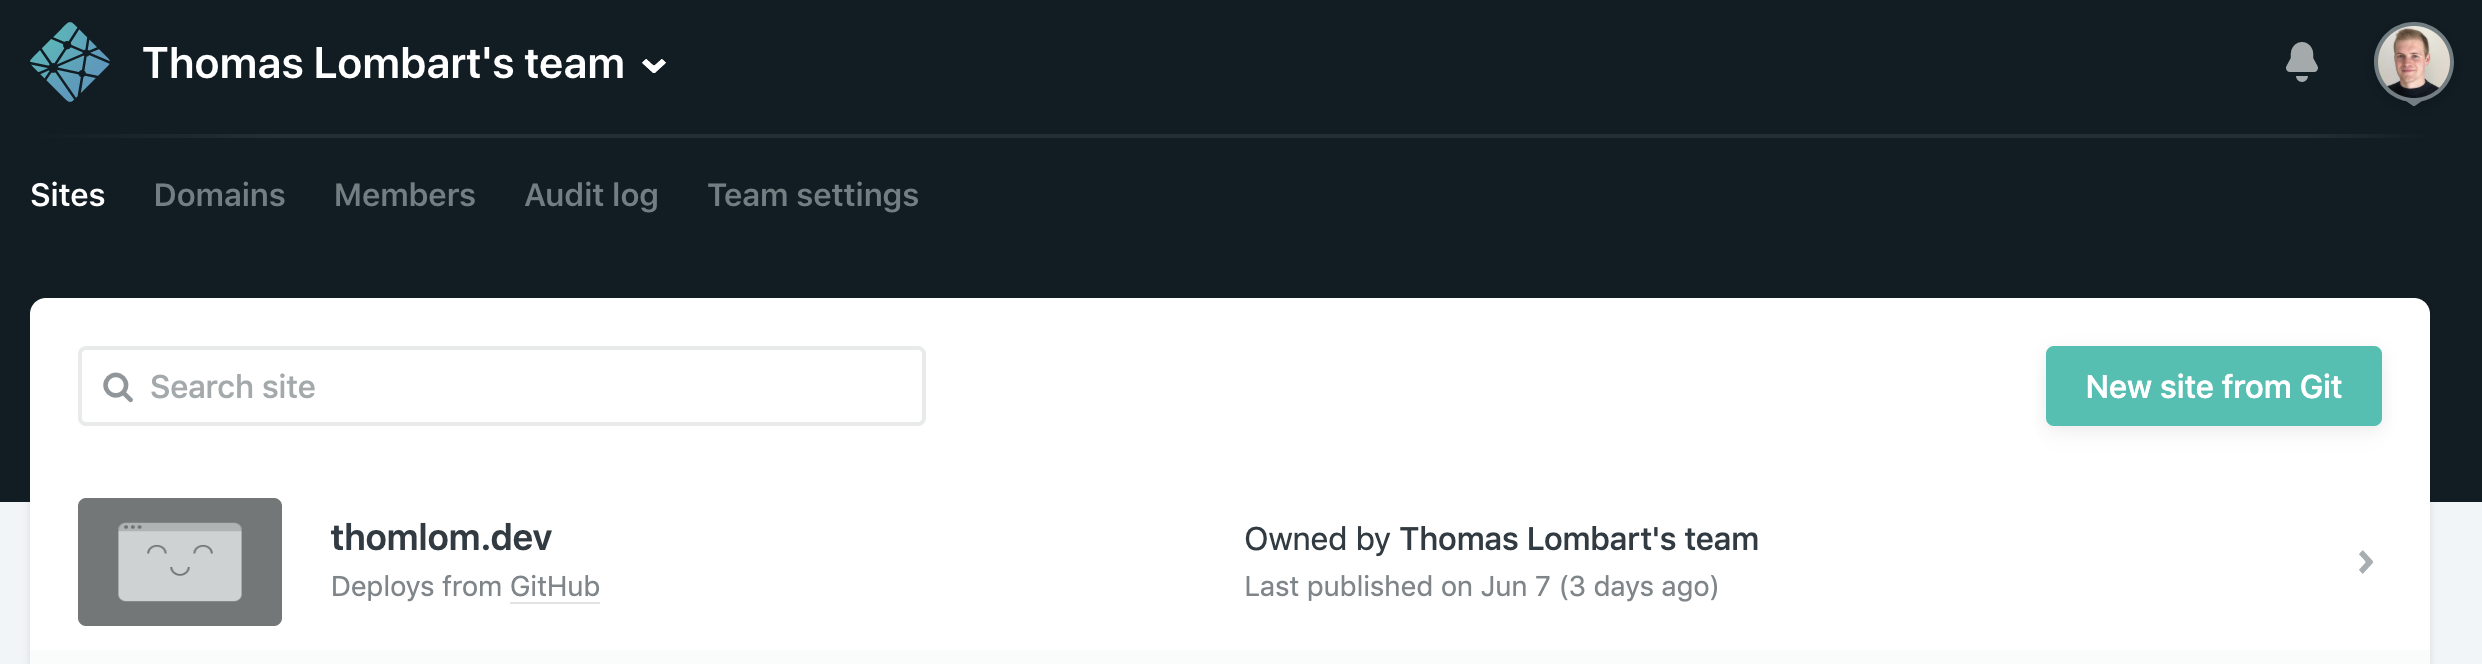 Thomas Lombart's team
Sites Domains Members Audit log Team settings
Search site
New site from Git
thomlom.dev
Deploys from GitHub
Owned by Thomas Lombart's team
Last published on Jun 7 (3 days ago)